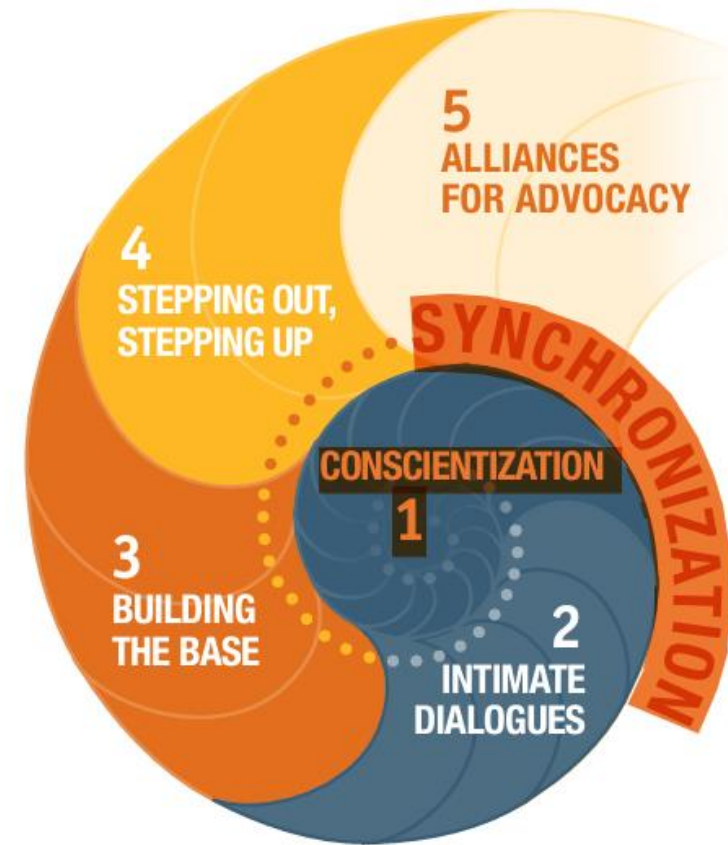 5
ALLIANCES
FOR ADVOCACY
4
STEPPING OUT,
STEPPING UP
SYNCHRONIZATION
CONSCIENTIZATION
1
3
BUILDING
THE BASE
2
INTIMATE
DIALOGUES